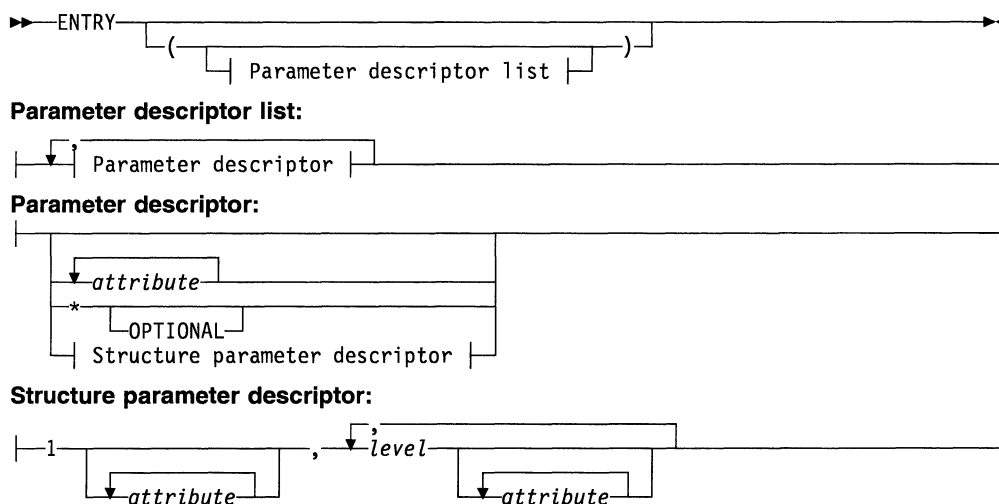 ENTRY
( Parameter descriptor list )
Parameter descriptor list:
,
Parameter descriptor
Parameter descriptor:
attribute
*
OPTIONAL
Structure parameter descriptor
Structure parameter descriptor:
,
1 , level
attribute attribute